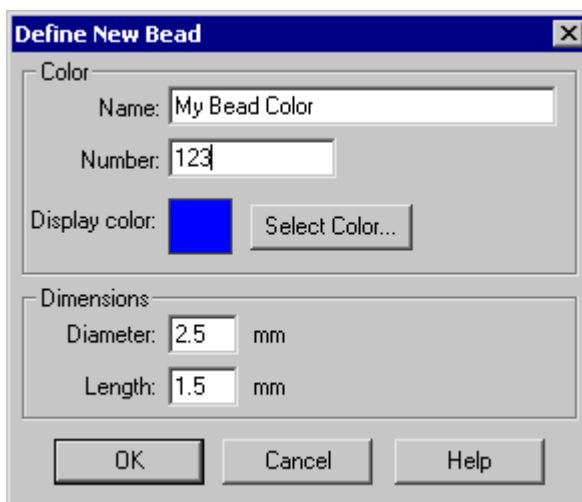 Define New Bead
Color
Name: My Bead Color
Number: 123
Display color: Select Color...
Dimensions
Diameter: 2.5 mm
Length: 1.5 mm
OK Cancel Help